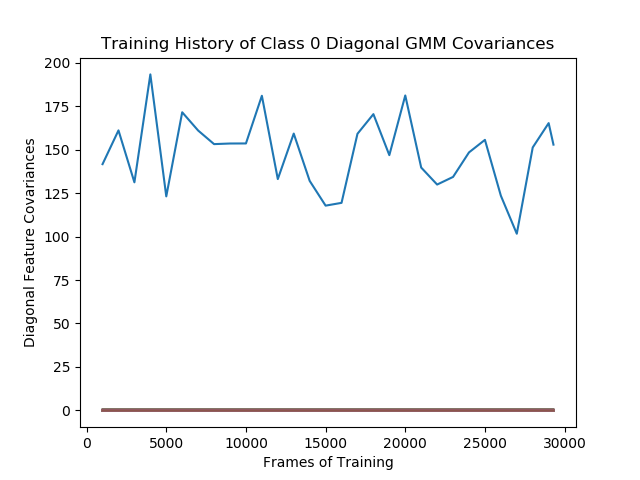 Training History of Class 0 Diagonal GMM Covariances
200
175
150
125
100
75
50
25
0
Diagonal Feature Covariances
0 5000 10000 15000 20000 25000 30000
Frames of Training